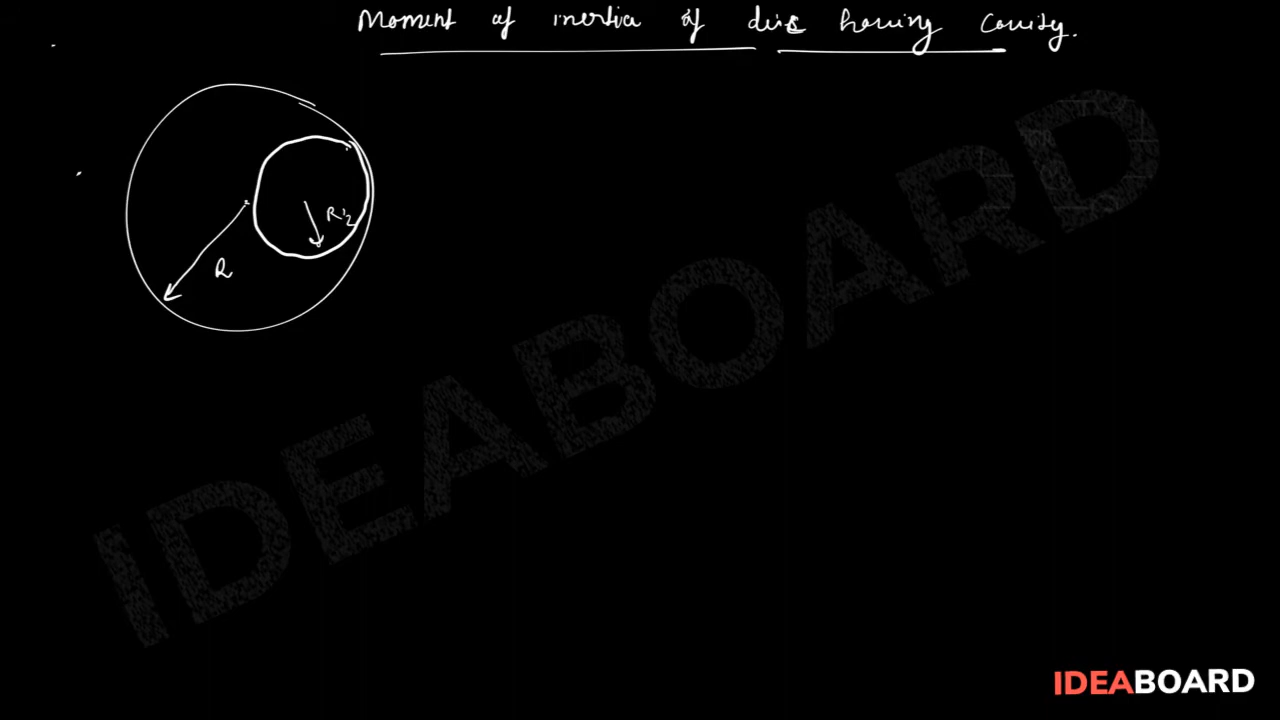 Moment of inertia of disc having cavity.
R/2
R
IDEABOARD
IDEABOARD